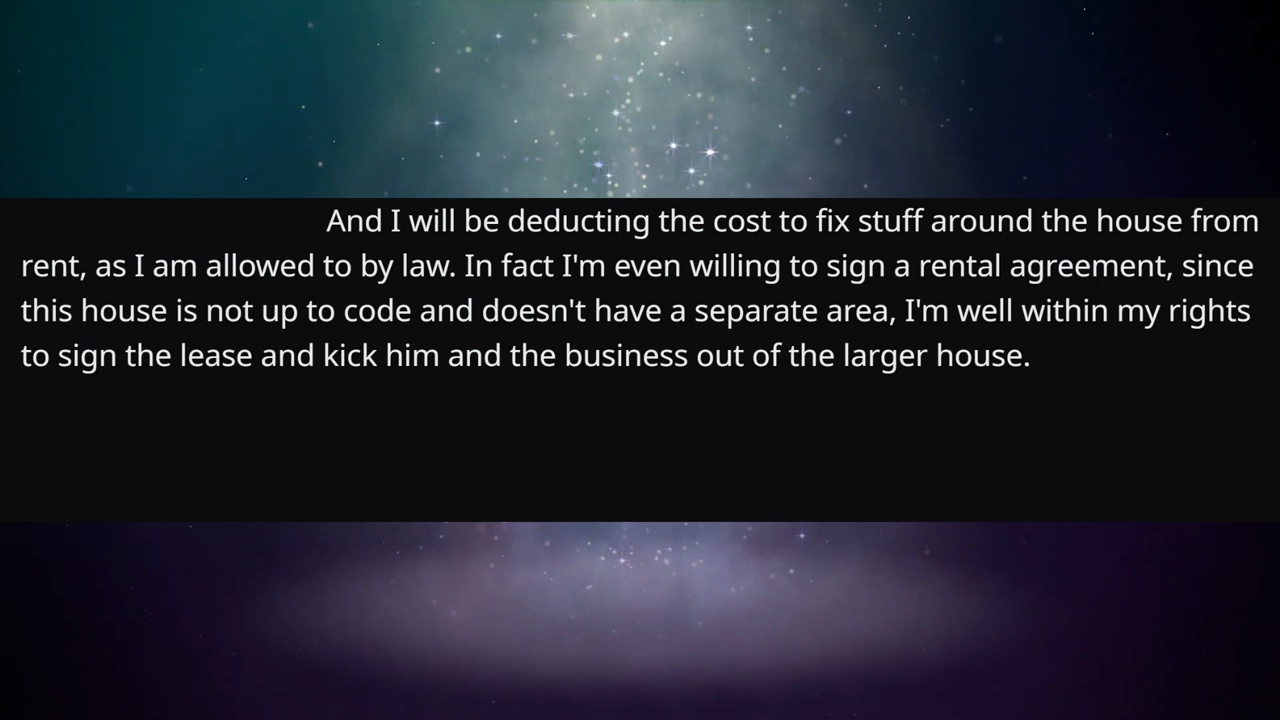 And I will be deducting the cost to fix stuff around the house from
rent, as I am allowed to by law. In fact I'm even willing to sign a rental agreement, since
this house is not up to code and doesn't have a separate area, I'm well within my rights
to sign the lease and kick him and the business out of the larger house.